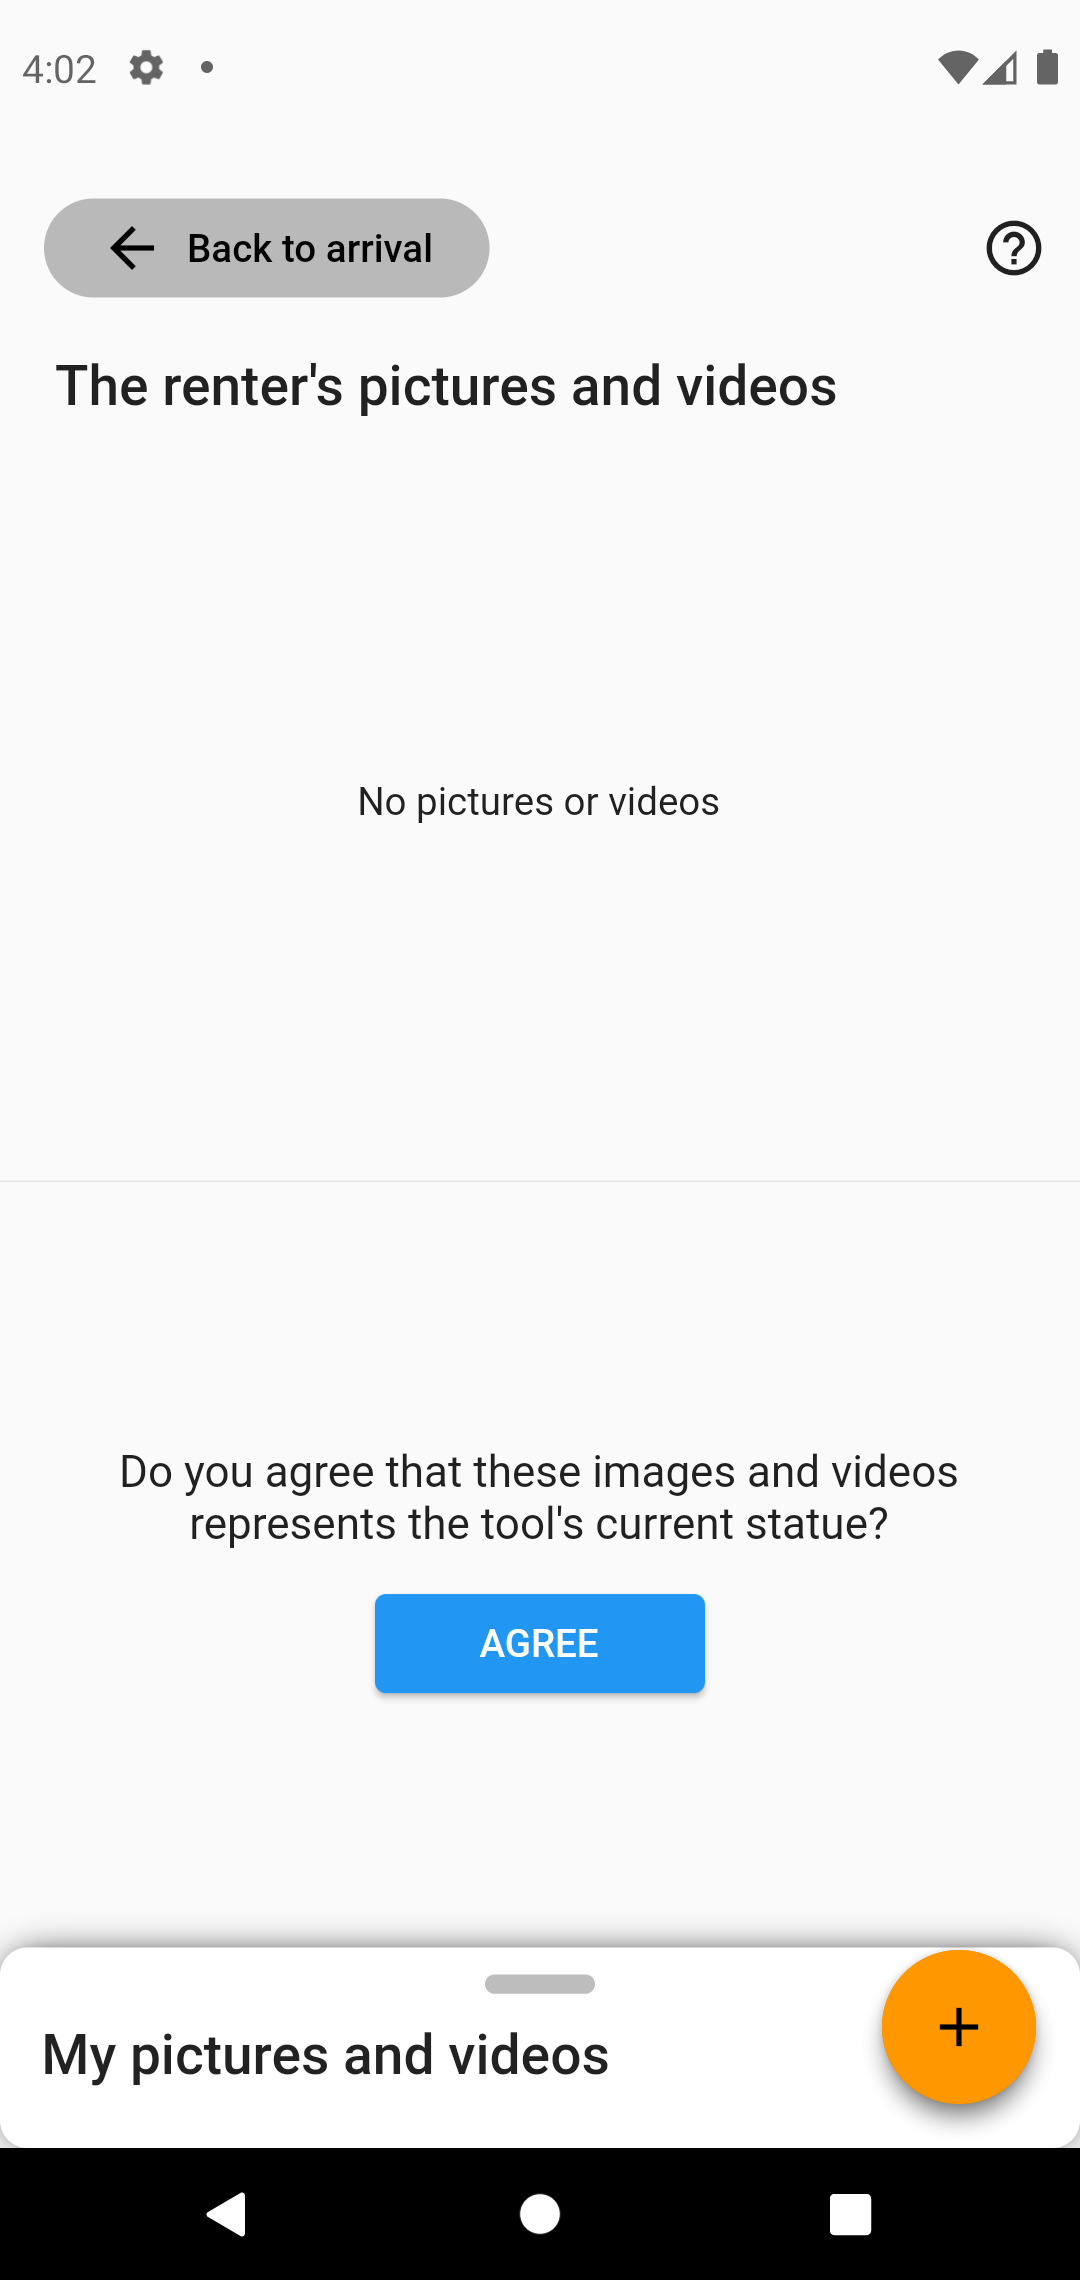 4:02
Back to arrival
The renter's pictures and videos
No pictures or videos
Do you agree that these images and videos
represents the tool's current statue?
AGREE
My pictures and videos